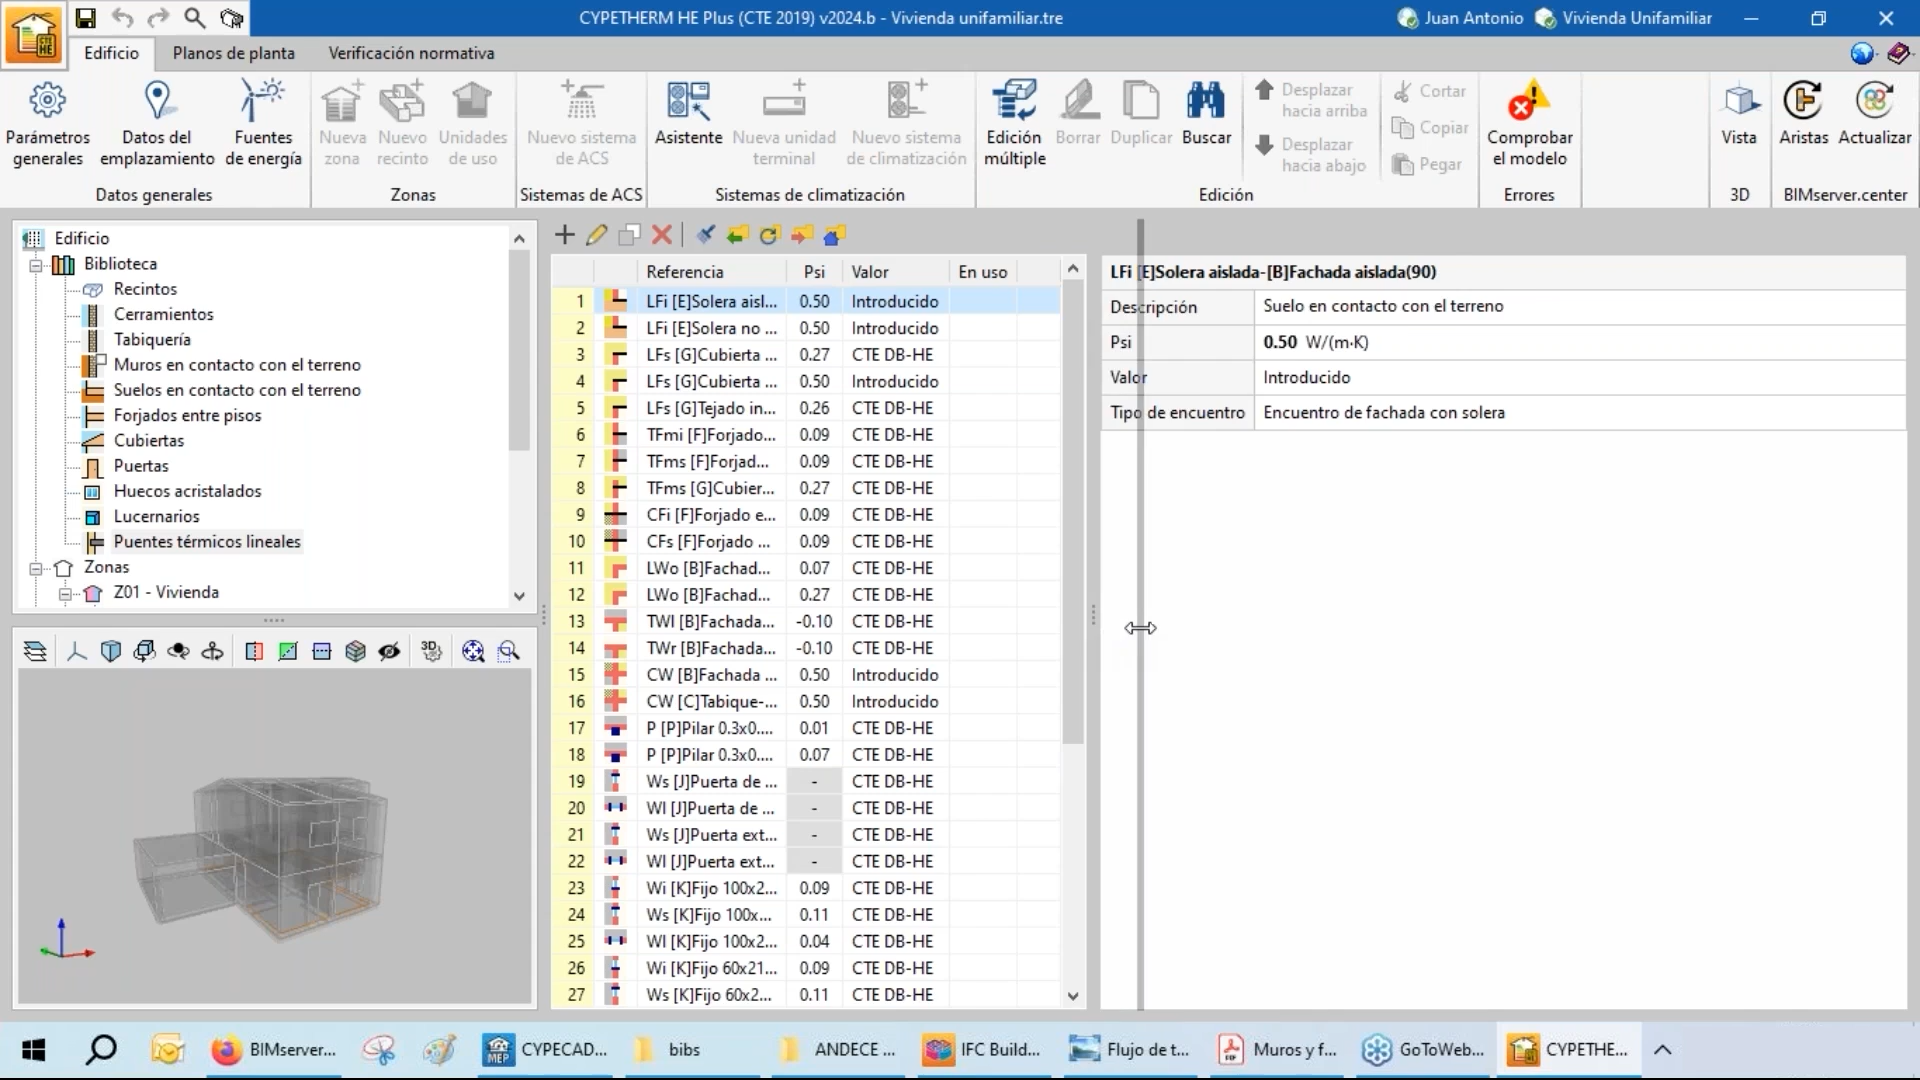 CYPETHERM HE Plus (CTE 2019) v2024.b - Vivienda unifamiliar.tre
Juan Antonio
Vivienda Unifamiliar
Edificio
Planos de planta
Verificación normativa
Parámetros generales
Datos del emplazamiento
Fuentes de energía
Datos generales
Nueva zona
Nuevo recinto
Unidades de uso
Zonas
Nuevo sistema de ACS
Sistemas de ACS
Asistente
Nueva unidad terminal
Nuevo sistema de climatización
Sistemas de climatización
Edición múltiple
Borrar
Duplicar
Buscar
Desplazar hacia arriba
Desplazar hacia abajo
Cortar
Copiar
Pegar
Edición
Comprobar el modelo
Errores
Vista
3D
Aristas
Actualizar
BIMserver.center
Edificio
Biblioteca
Recintos
Cerramientos
Tabiquería
Muros en contacto con el terreno
Suelos en contacto con el terreno
Forjados entre pisos
Cubiertas
Puertas
Huecos acristalados
Lucernarios
Puentes térmicos lineales
Zonas
Z01 - Vivienda
Referencia Psi Valor En uso
1 LFi [E]Solera aisl... 0.50 Introducido
2 LFi [E]Solera no ... 0.50 Introducido
3 LFs [G]Cubierta ... 0.27 CTE DB-HE
4 LFs [G]Cubierta ... 0.50 Introducido
5 LFs [G]Tejado in... 0.26 CTE DB-HE
6 TFmi [F]Forjado... 0.09 CTE DB-HE
7 TFms [F]Forjad... 0.09 CTE DB-HE
8 TFms [G]Cubier... 0.27 CTE DB-HE
9 CFi [F]Forjado e... 0.09 CTE DB-HE
10 CFs [F]Forjado ... 0.09 CTE DB-HE
11 LWo [B]Fachad... 0.07 CTE DB-HE
12 LWo [B]Fachad... 0.27 CTE DB-HE
13 TWl [B]Fachada... -0.10 CTE DB-HE
14 TWr [B]Fachada... -0.10 CTE DB-HE
15 CW [B]Fachada ... 0.50 Introducido
16 CW [C]Tabique-... 0.50 Introducido
17 P [P]Pilar 0.3x0.... 0.01 CTE DB-HE
18 P [P]Pilar 0.3x0.... 0.07 CTE DB-HE
19 Ws [J]Puerta de ... - CTE DB-HE
20 Wl [J]Puerta de ... - CTE DB-HE
21 Ws [J]Puerta ext... - CTE DB-HE
22 Wl [J]Puerta ext... - CTE DB-HE
23 Wi [K]Fijo 100x2... 0.09 CTE DB-HE
24 Ws [K]Fijo 100x... 0.11 CTE DB-HE
25 Wl [K]Fijo 100x2... 0.04 CTE DB-HE
26 Wi [K]Fijo 60x21... 0.09 CTE DB-HE
27 Ws [K]Fijo 60x2... 0.11 CTE DB-HE
LFi [E]Solera aislada-[B]Fachada aislada(90)
Descripción Suelo en contacto con el terreno
Psi 0.50 W/(m·K)
Valor Introducido
Tipo de encuentro Encuentro de fachada con solera
BIMserver...
CYPECAD...
bibs
ANDECE ...
IFC Build...
Flujo de t...
Muros y f...
GoToWeb...
CYPETHE...